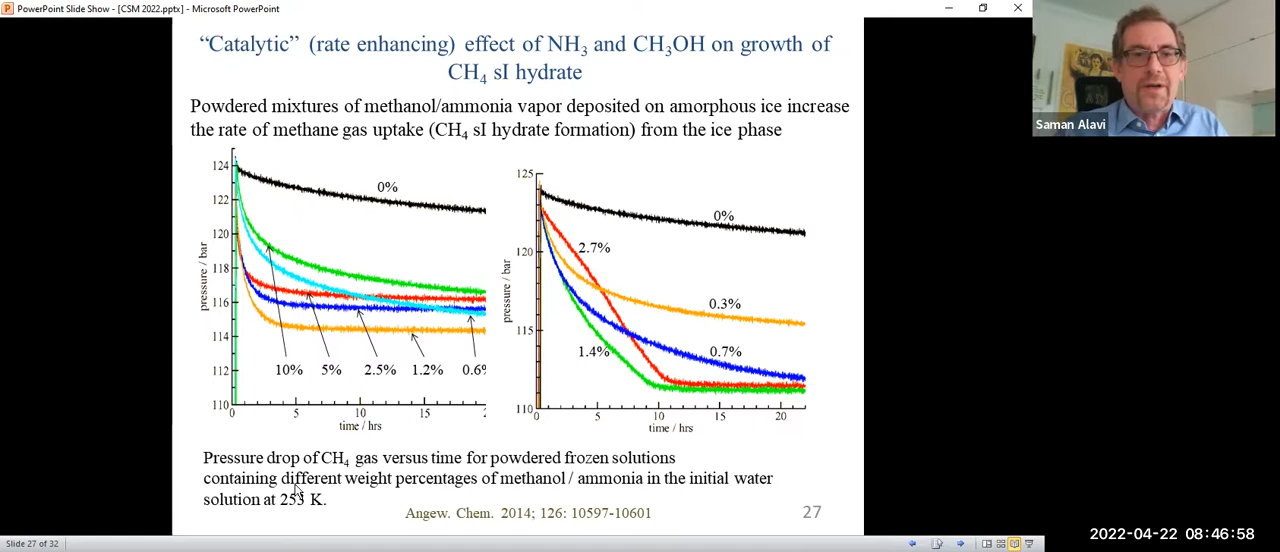 PowerPoint Slide Show - [CSM 2022.pptx] - Microsoft PowerPoint
“Catalytic” (rate enhancing) effect of NH3 and CH3OH on growth of
CH4 sI hydrate
Powdered mixtures of methanol/ammonia vapor deposited on amorphous ice increase
the rate of methane gas uptake (CH4 sI hydrate formation) from the ice phase
Saman Alavi
124
122
120
118
116
114
112
110
pressure / bar
0%
10%
5%
2.5%
1.2%
0.6%
0
5
10
15
2
time / hrs
125
120
115
110
pressure / bar
0%
2.7%
0.3%
0.7%
1.4%
0
5
10
15
20
time / hrs
Pressure drop of CH4 gas versus time for powdered frozen solutions
containing different weight percentages of methanol / ammonia in the initial water
solution at 253 K.
Angew. Chem. 2014; 126: 10597-10601
27
2022-04-22 08:46:58
Slide 27 of 32